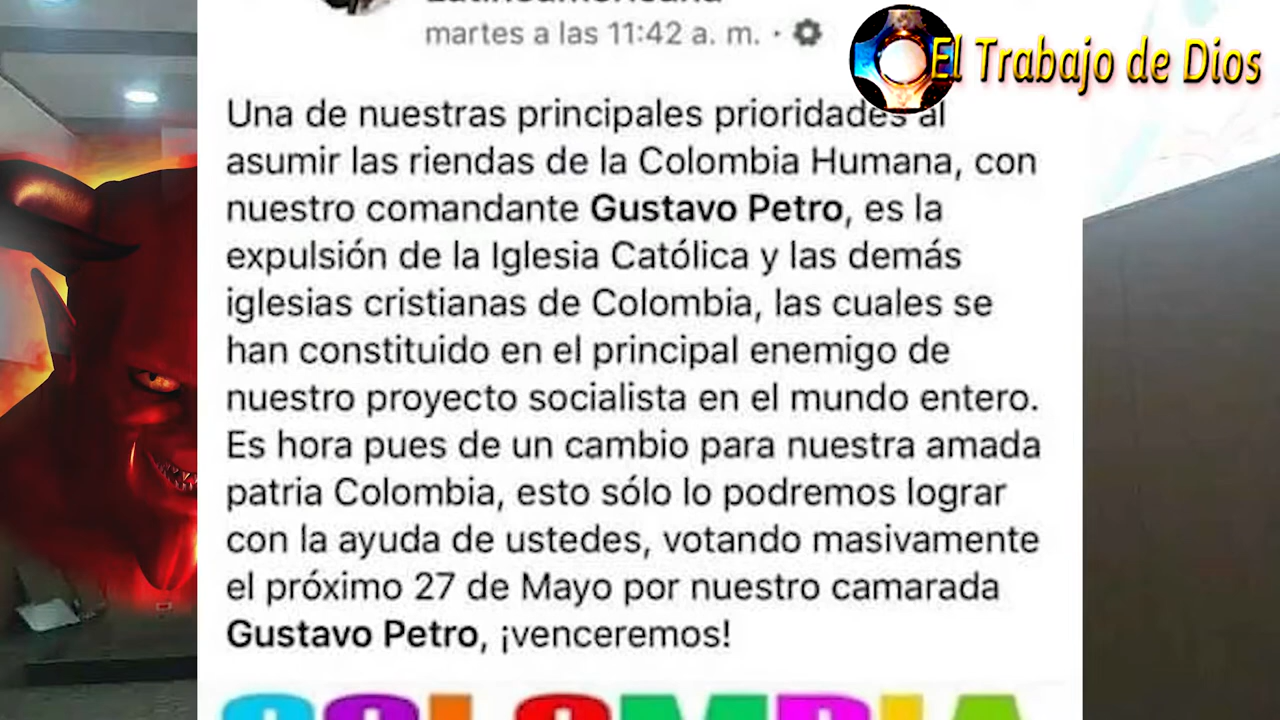 martes a las 11:42 a. m. ·
El Trabajo de Dios
Una de nuestras principales prioridades al
asumir las riendas de la Colombia Humana, con
nuestro comandante Gustavo Petro, es la
expulsión de la Iglesia Católica y las demás
iglesias cristianas de Colombia, las cuales se
han constituido en el principal enemigo de
nuestro proyecto socialista en el mundo entero.
Es hora pues de un cambio para nuestra amada
patria Colombia, esto sólo lo podremos lograr
con la ayuda de ustedes, votando masivamente
el próximo 27 de Mayo por nuestro camarada
Gustavo Petro, ¡venceremos!
COLOMBIA